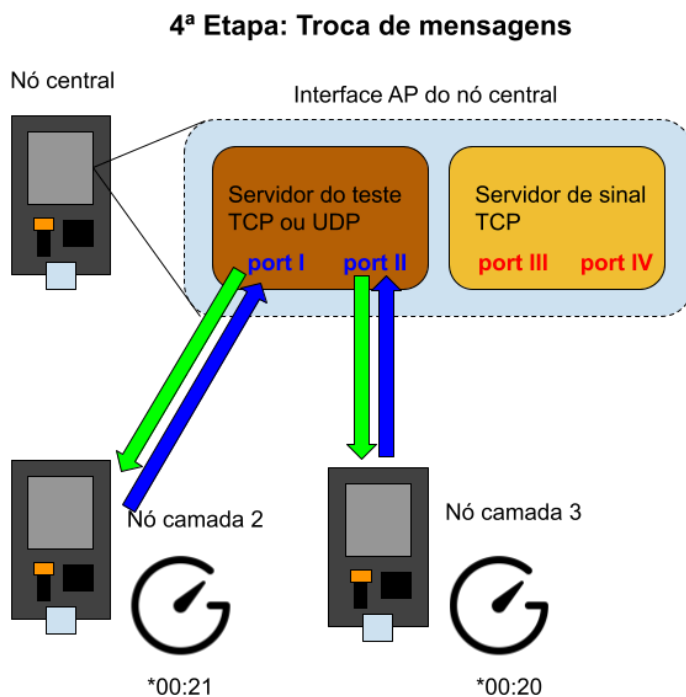 4ª Etapa: Troca de mensagens
Nó central
Interface AP do nó central
Servidor do teste
TCP ou UDP
port I
port II
Servidor de sinal
TCP
port III
port IV
Nó camada 2
Nó camada 3
*00:21
*00:20